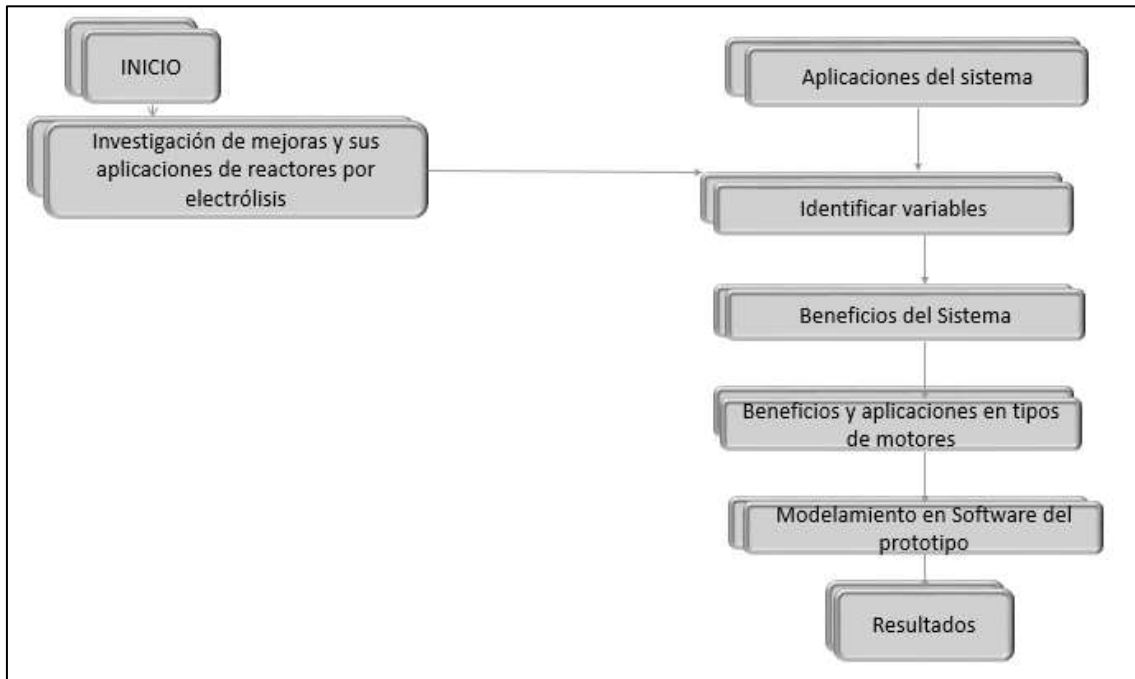 INICIO
Investigación de mejoras y sus
aplicaciones de reactores por
electrólisis
Aplicaciones del sistema
Identificar variables
Beneficios del Sistema
Beneficios y aplicaciones en tipos
de motores
Modelamiento en Software del
prototipo
Resultados